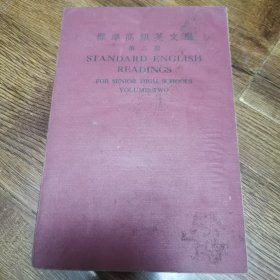 標準高級英文選
第二冊
STANDARD ENGLISH
READINGS
FOR SENIOR HIGH SCHOOLS
VOLUME TWO